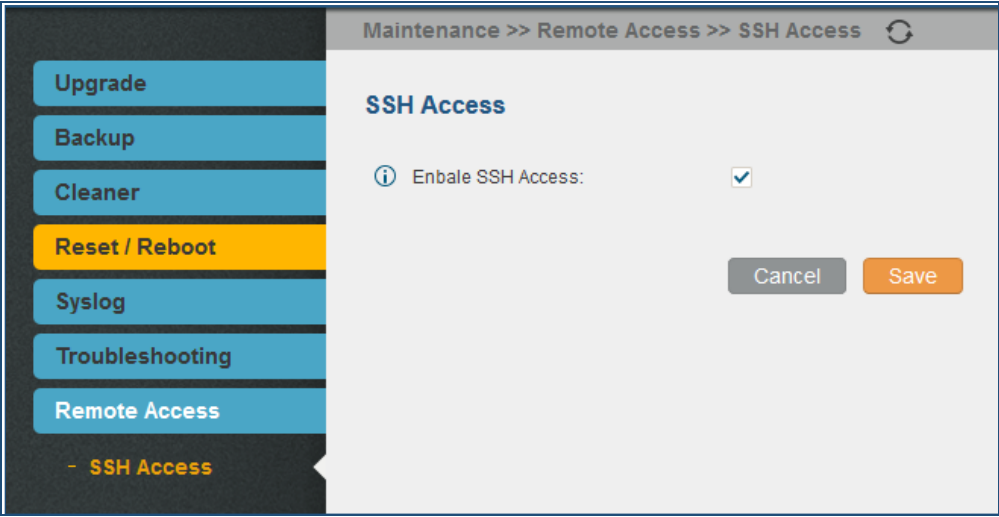 Maintenance >> Remote Access >> SSH Access
Upgrade
Backup
Cleaner
Reset / Reboot
Syslog
Troubleshooting
Remote Access
- SSH Access
SSH Access
Enbale SSH Access:
Cancel
Save